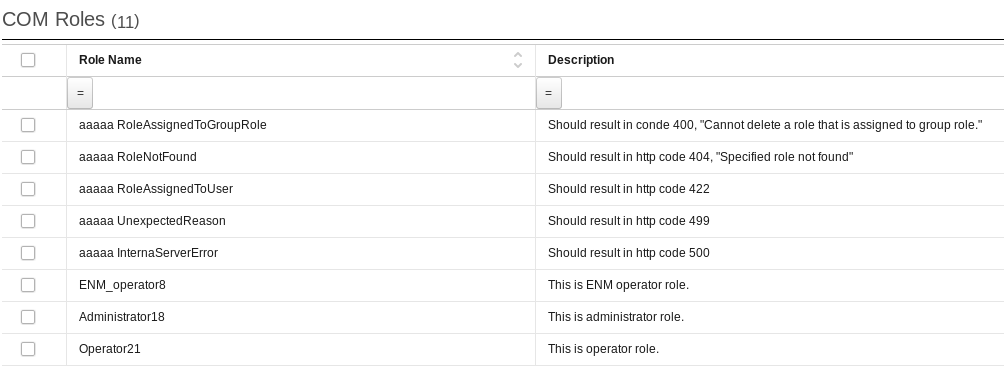 COM Roles (11)
Role Name Description
= =
aaaaa RoleAssignedToGroupRole Should result in conde 400, "Cannot delete a role that is assigned to group role."
aaaaa RoleNotFound Should result in http code 404, "Specified role not found"
aaaaa RoleAssignedToUser Should result in http code 422
aaaaa UnexpectedReason Should result in http code 499
aaaaa InternaServerError Should result in http code 500
ENM_operator8 This is ENM operator role.
Administrator18 This is administrator role.
Operator21 This is operator role.